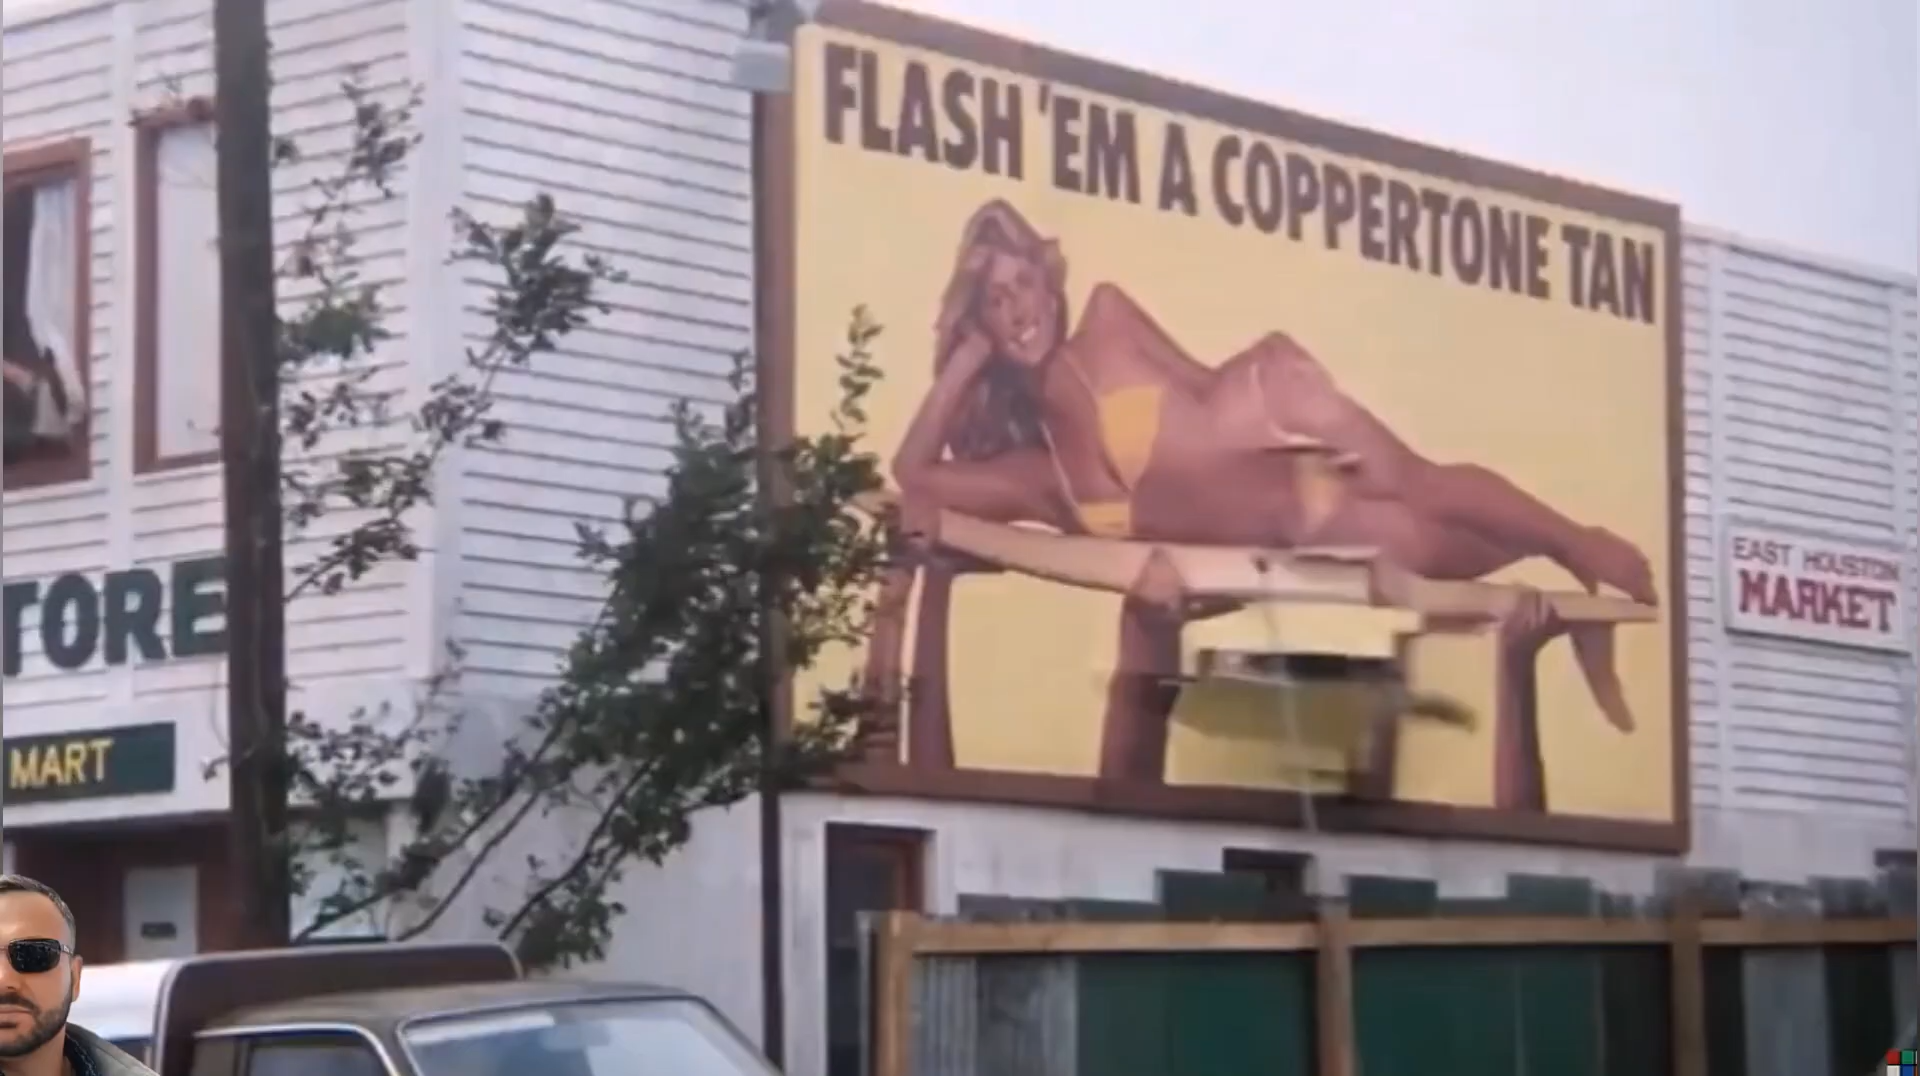 FLASH 'EM A COPPERTONE TAN
TORE
MART
EAST HOUSTON
MARKET